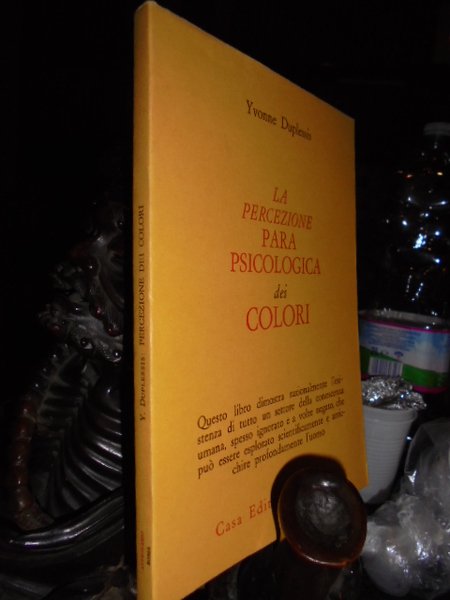 Yvonne Duplessis
LA
PERCEZIONE
PARA
PSICOLOGICA
dei
COLORI
Questo libro dimostra razionalmente l'esi-
stenza di tutto un settore della conoscenza
umana, spesso ignorato e a volte negato, che
può essere esplorato scientificamente e arric-
chire profondamente l'uomo
Casa Edit
Y. DUPLESSIS: PERCEZIONE DEI COLORI